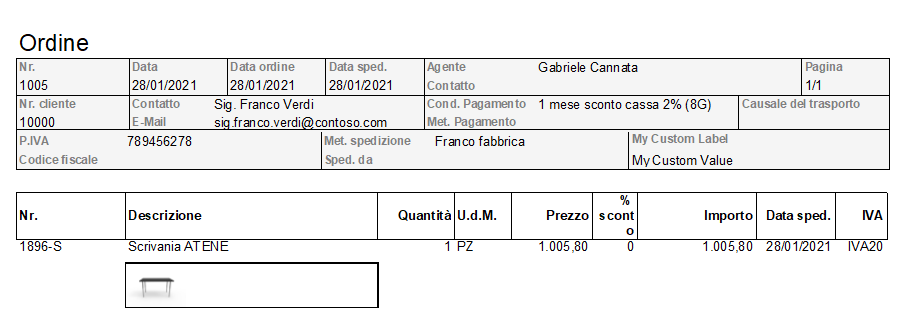 Ordine
Nr. Data Data ordine Data sped. Agente Gabriele Cannata Pagina
1005 28/01/2021 28/01/2021 28/01/2021 Contatto 1/1
Nr. cliente Contatto Sig. Franco Verdi Cond. Pagamento 1 mese sconto cassa 2% (8G) Causale del trasporto
10000 E-Mail sig.franco.verdi@contoso.com Met. Pagamento
P.IVA 789456278 Met. spedizione Franco fabbrica My Custom Label
Codice fiscale Sped. da My Custom Value
%
Nr. Descrizione Quantità U.d.M. Prezzo scont Importo Data sped. IVA
o
1896-S Scrivania ATENE 1 PZ 1.005,80 0 1.005,80 28/01/2021 IVA20